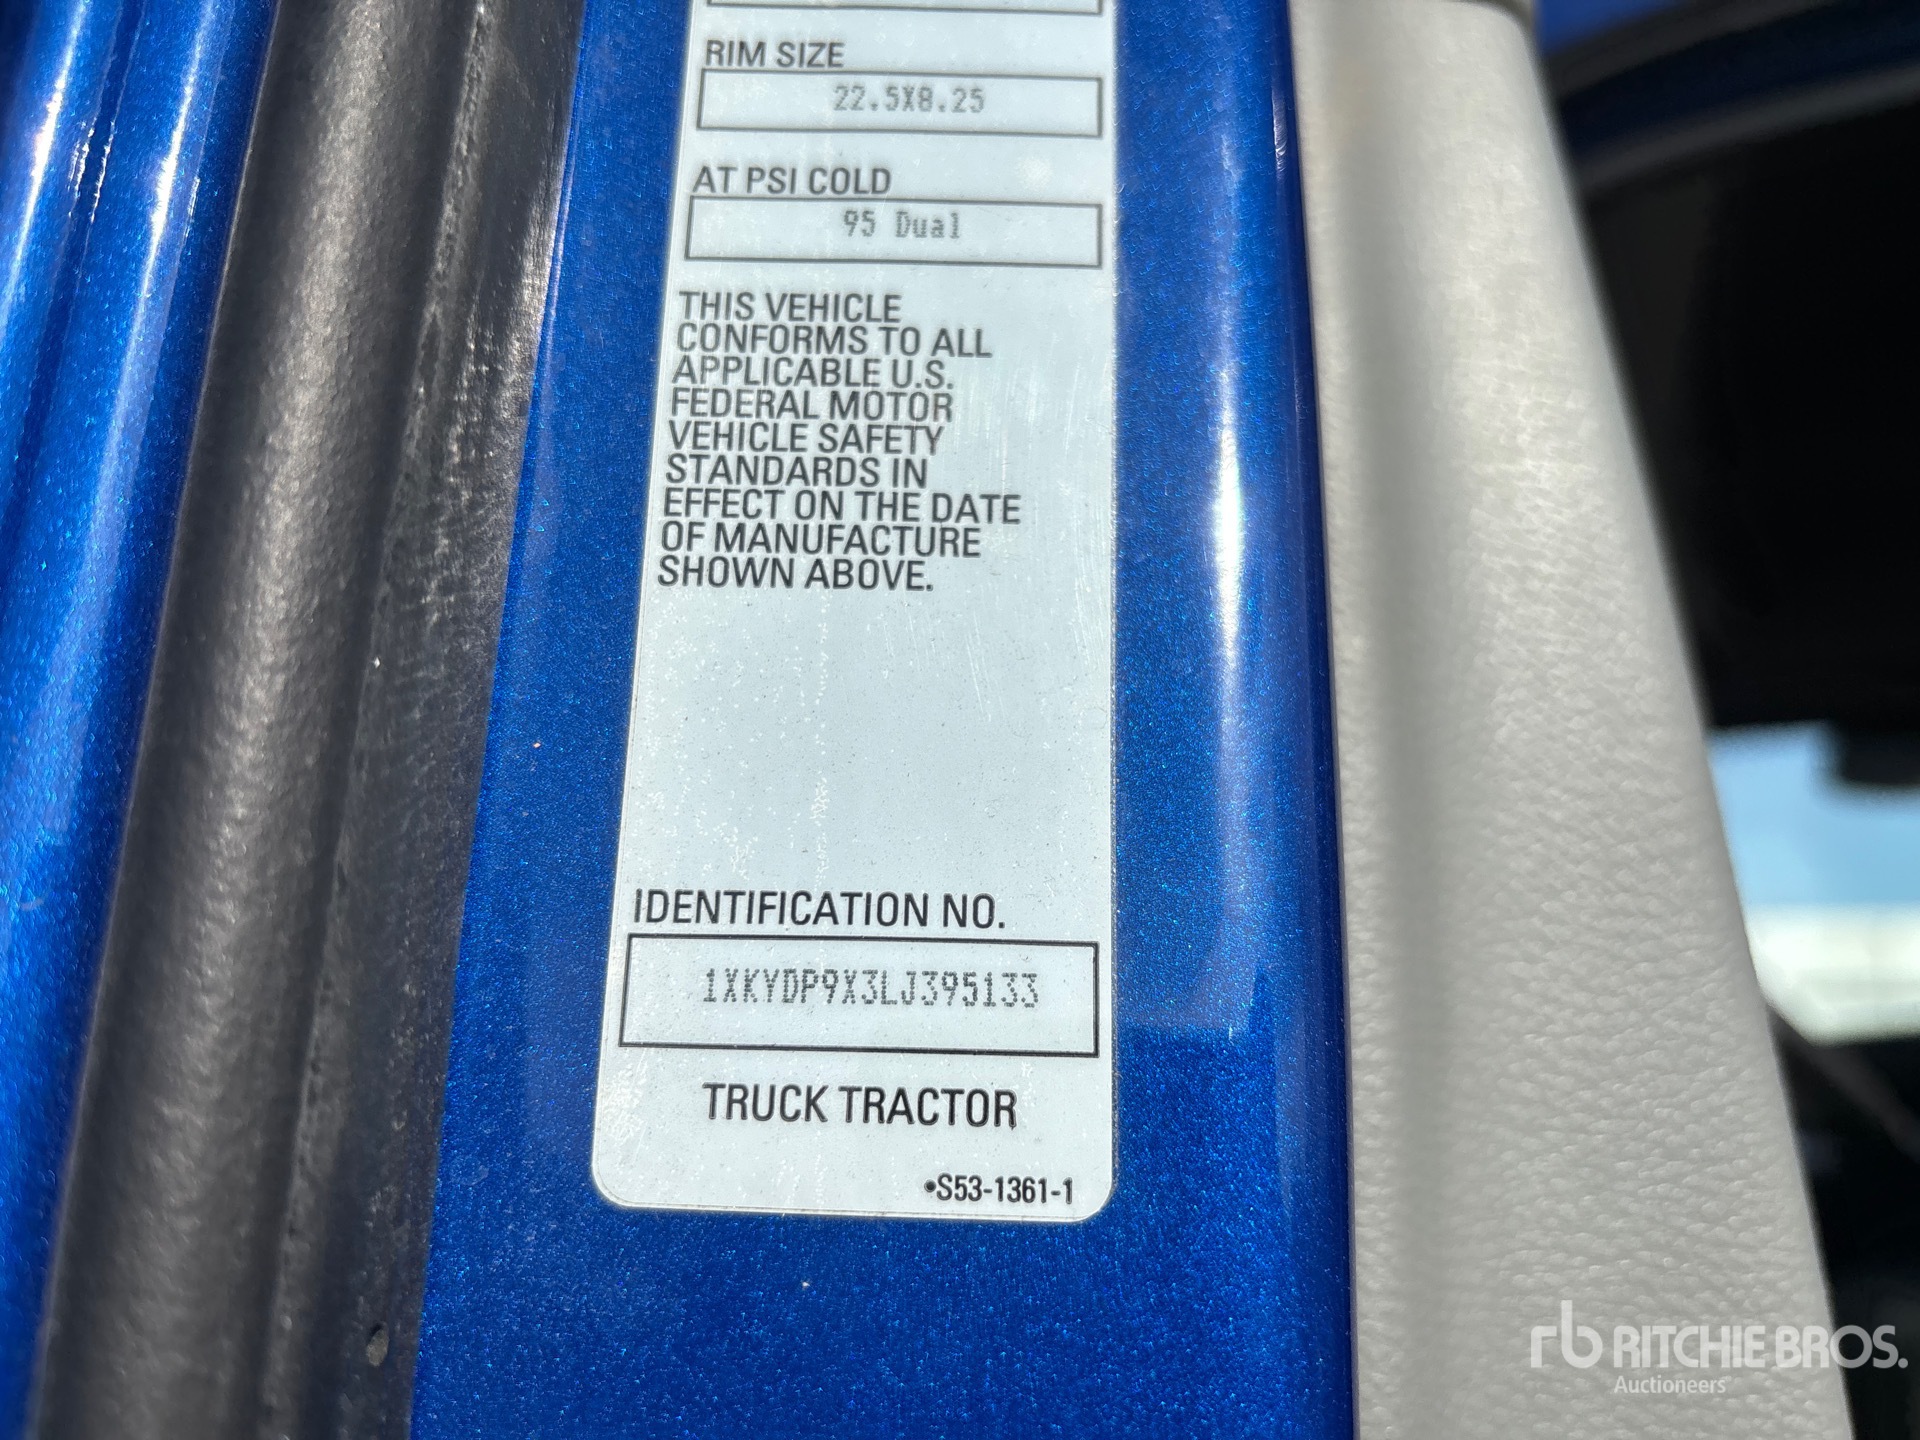 RIM SIZE
22.5X8.25
AT PSI COLD
95 Dual
THIS VEHICLE
CONFORMS TO ALL
APPLICABLE U.S.
FEDERAL MOTOR
VEHICLE SAFETY
STANDARDS IN
EFFECT ON THE DATE
OF MANUFACTURE
SHOWN ABOVE.
IDENTIFICATION NO.
1XKYDP9X3LJ395133
TRUCK TRACTOR
•S53-1361-1
rb RITCHIE BROS.
Auctioneers